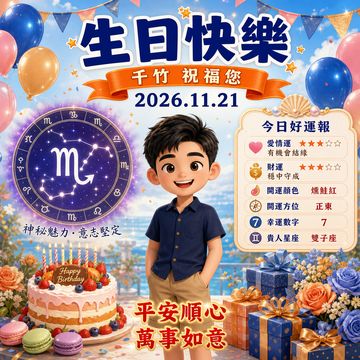 生日快樂
千竹 祝福您
2026.11.21
♏
神秘魅力·意志堅定
今日好運報
愛情運 ★★★☆☆
有機會結緣
財運 ★★★☆☆
穩中守成
開運顏色 燻鮭紅
開運方位 正東
7 幸運數字 7
♊ 貴人星座 雙子座
Happy
Birthday
平安順心
萬事如意